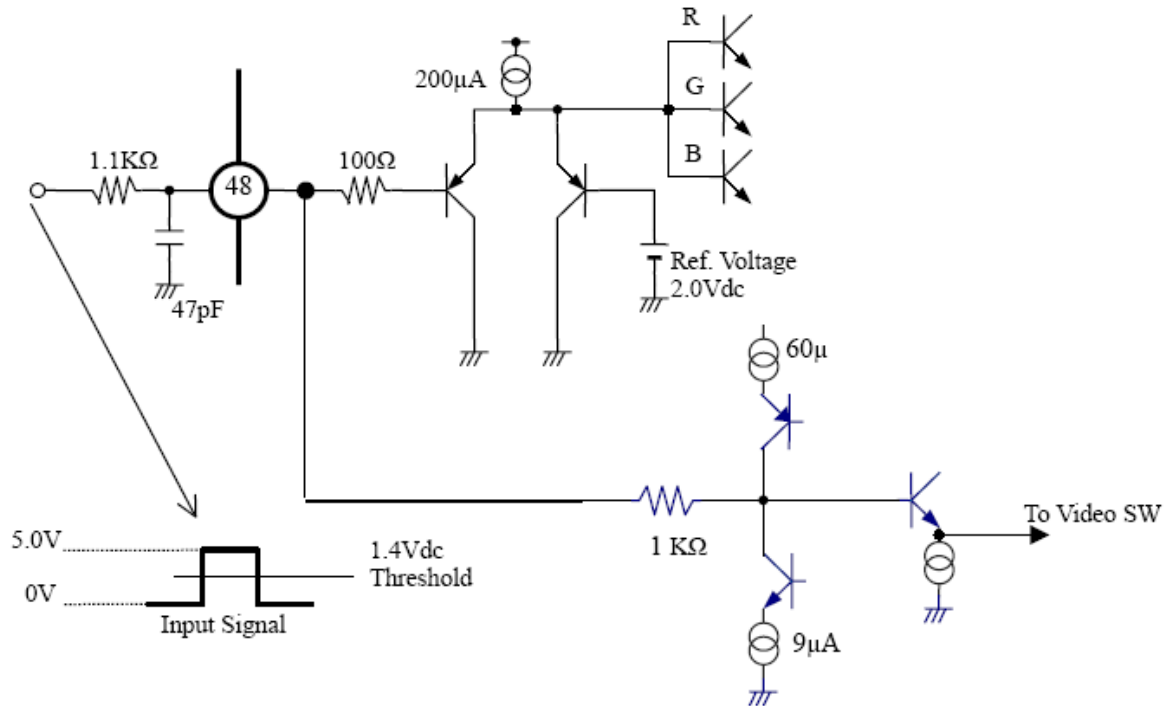 R
200µA
G
1.1KΩ
100Ω
B
48
Ref. Voltage
2.0Vdc
47pF
60µ
5.0V
1.4Vdc
Threshold
0V
Input Signal
1 KΩ
To Video SW
9µA